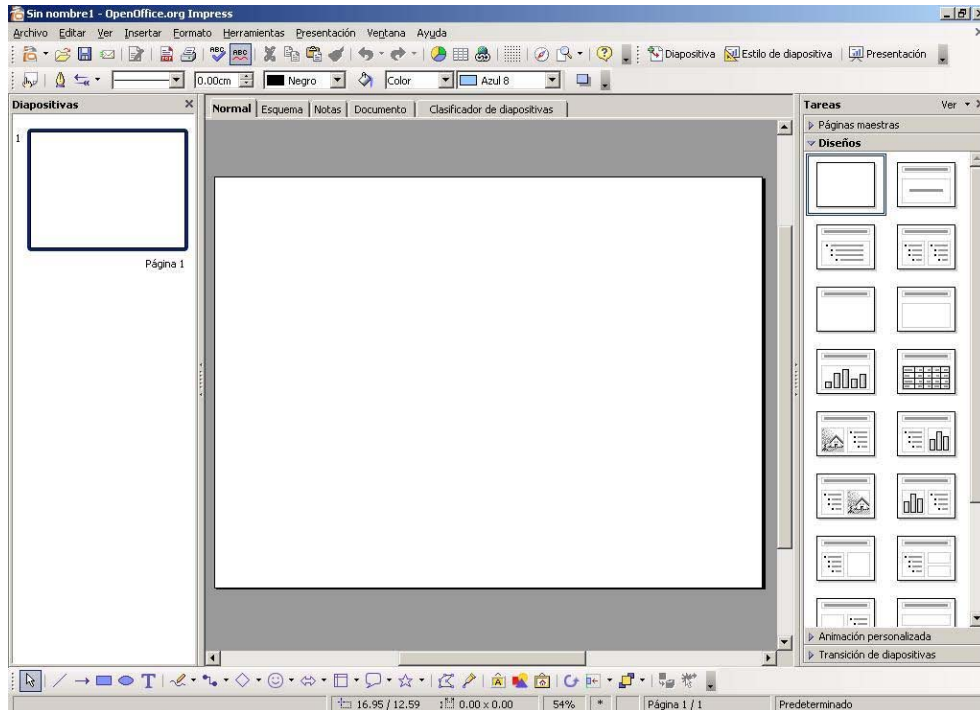 Sin nombre1 - OpenOffice.org Impress
Archivo Editar Ver Insertar Formato Herramientas Presentación Ventana Ayuda
ABC ABC Diapositiva Estilo de diapositiva Presentación
0.00cm Negro Color Azul 8
Diapositivas
Normal Esquema Notas Documento Clasificador de diapositivas
Tareas Ver
Páginas maestras
Diseños
1
Página 1
Animación personalizada
Transición de diapositivas
T A
16.95 / 12.59 0.00 x 0.00 54% * Página 1 / 1 Predeterminado